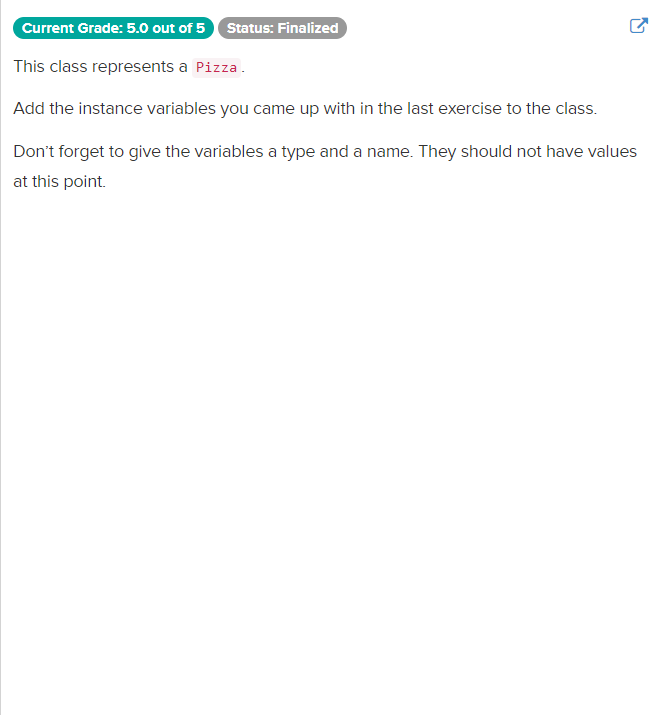 Current Grade: 5.0 out of 5 Status: Finalized
This class represents a Pizza.
Add the instance variables you came up with in the last exercise to the class.
Don’t forget to give the variables a type and a name. They should not have values
at this point.